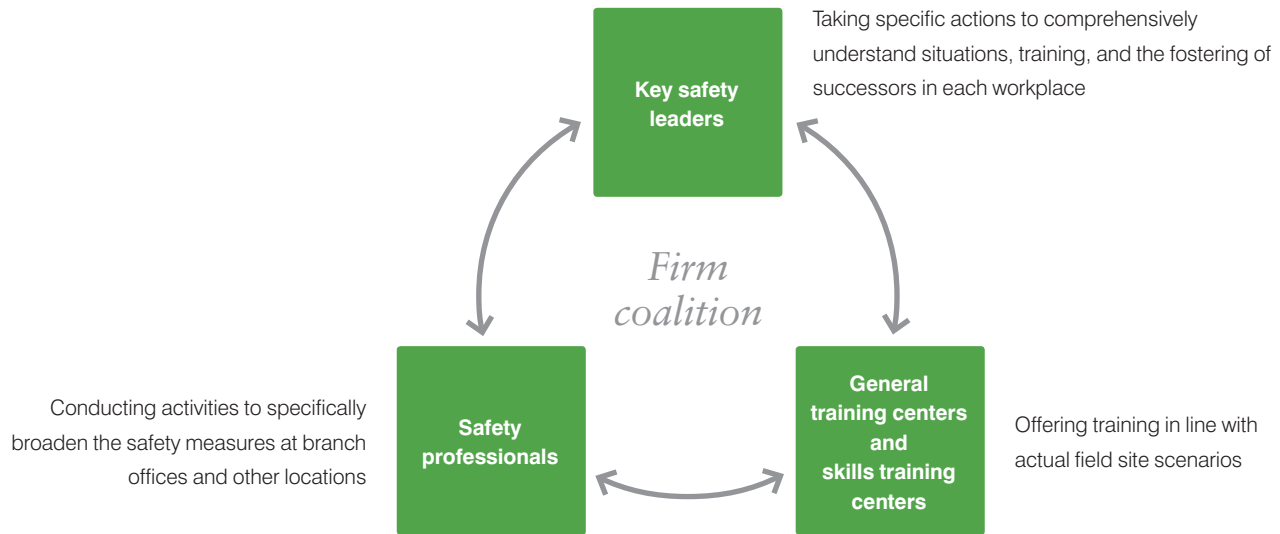 Taking specific actions to comprehensively
understand situations, training, and the fostering of
successors in each workplace
Key safety
leaders
Firm
coalition
Conducting activities to specifically
broaden the safety measures at branch
offices and other locations
Safety
professionals
General
training centers
and
skills training
centers
Offering training in line with
actual field site scenarios